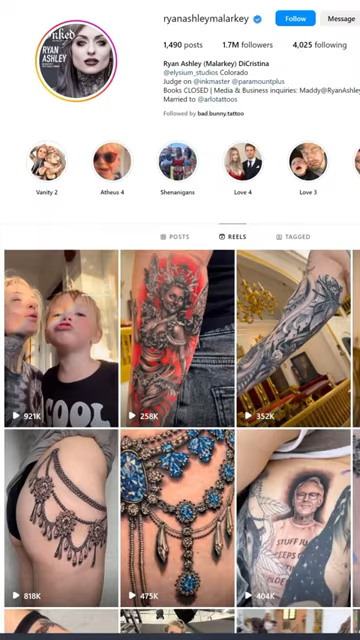 ryanashleymalarkey
Follow
Message
1,490 posts
1.7M followers
4,025 following
Ryan Ashley (Malarkey) DiCristina
@elysium_studios Colorado
Judge on @inkmaster @paramountplus
Books CLOSED | Media & Business inquiries: Maddy@RyanAshley
Married to @arlotattoos
Followed by bad.bunny.tattoo
inked
RYAN
ASHLEY
Vanity 2
Atheus 4
Shenanigans
Love 4
Love 3
POSTS
REELS
TAGGED
COOL
921K
258K
352K
STUFF JU
EEPS G
818K
475K
404K